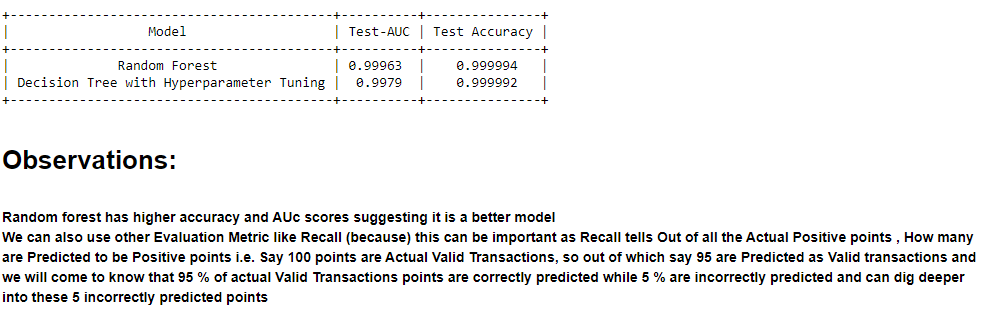 +-------------------------------------------+-----------+---------------+
| Model | Test-AUC | Test Accuracy |
+-------------------------------------------+-----------+---------------+
| Random Forest | 0.99963 | 0.999994 |
| Decision Tree with Hyperparameter Tuning | 0.9979 | 0.999992 |
+-------------------------------------------+-----------+---------------+
Observations:
Random forest has higher accuracy and AUc scores suggesting it is a better model
We can also use other Evaluation Metric like Recall (because) this can be important as Recall tells Out of all the Actual Positive points , How many
are Predicted to be Positive points i.e. Say 100 points are Actual Valid Transactions, so out of which say 95 are Predicted as Valid transactions and
we will come to know that 95 % of actual Valid Transactions points are correctly predicted while 5 % are incorrectly predicted and can dig deeper
into these 5 incorrectly predicted points